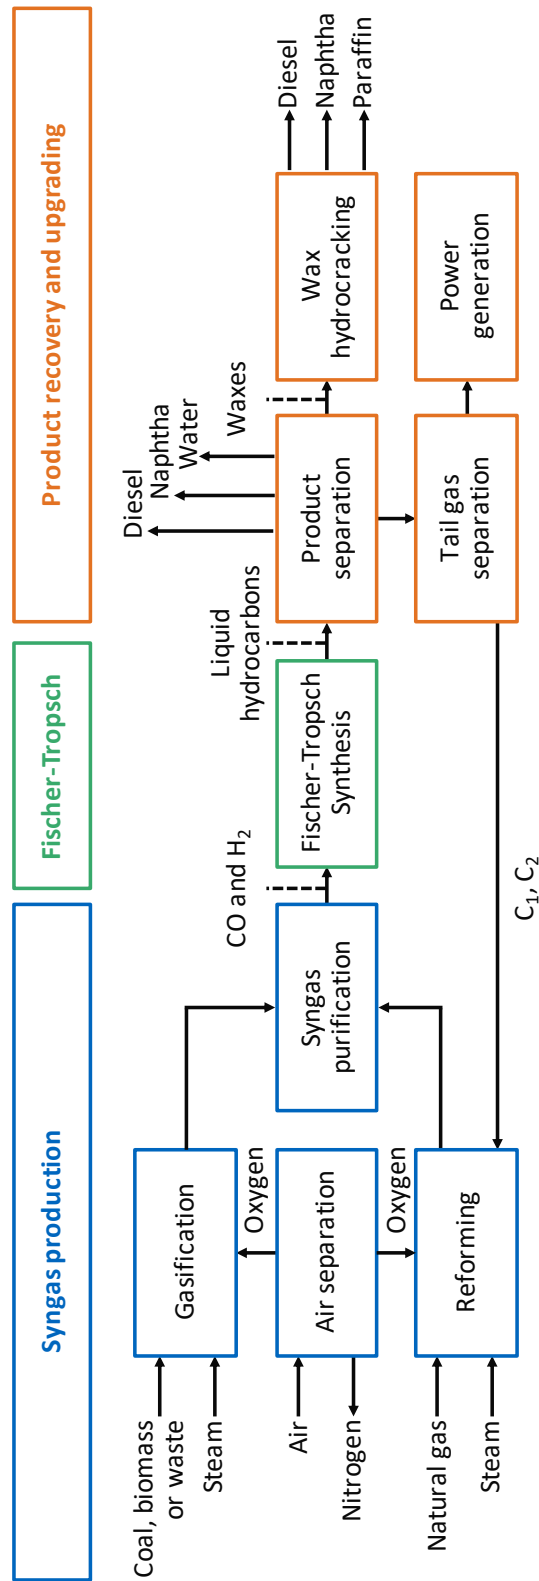 Syngas production
Fischer-Tropsch
Product recovery and upgrading
Coal, biomass
or waste
Steam
Gasification
Oxygen
Air
Nitrogen
Air separation
Oxygen
Natural gas
Steam
Reforming
Syngas
purification
CO and H₂
Fischer-Tropsch
Synthesis
Liquid
hydrocarbons
Diesel
Naphtha
Water
Product
separation
Waxes
Wax
hydrocracking
Diesel
Naphtha
Paraffin
Tail gas
separation
Power
generation
C₁, C₂